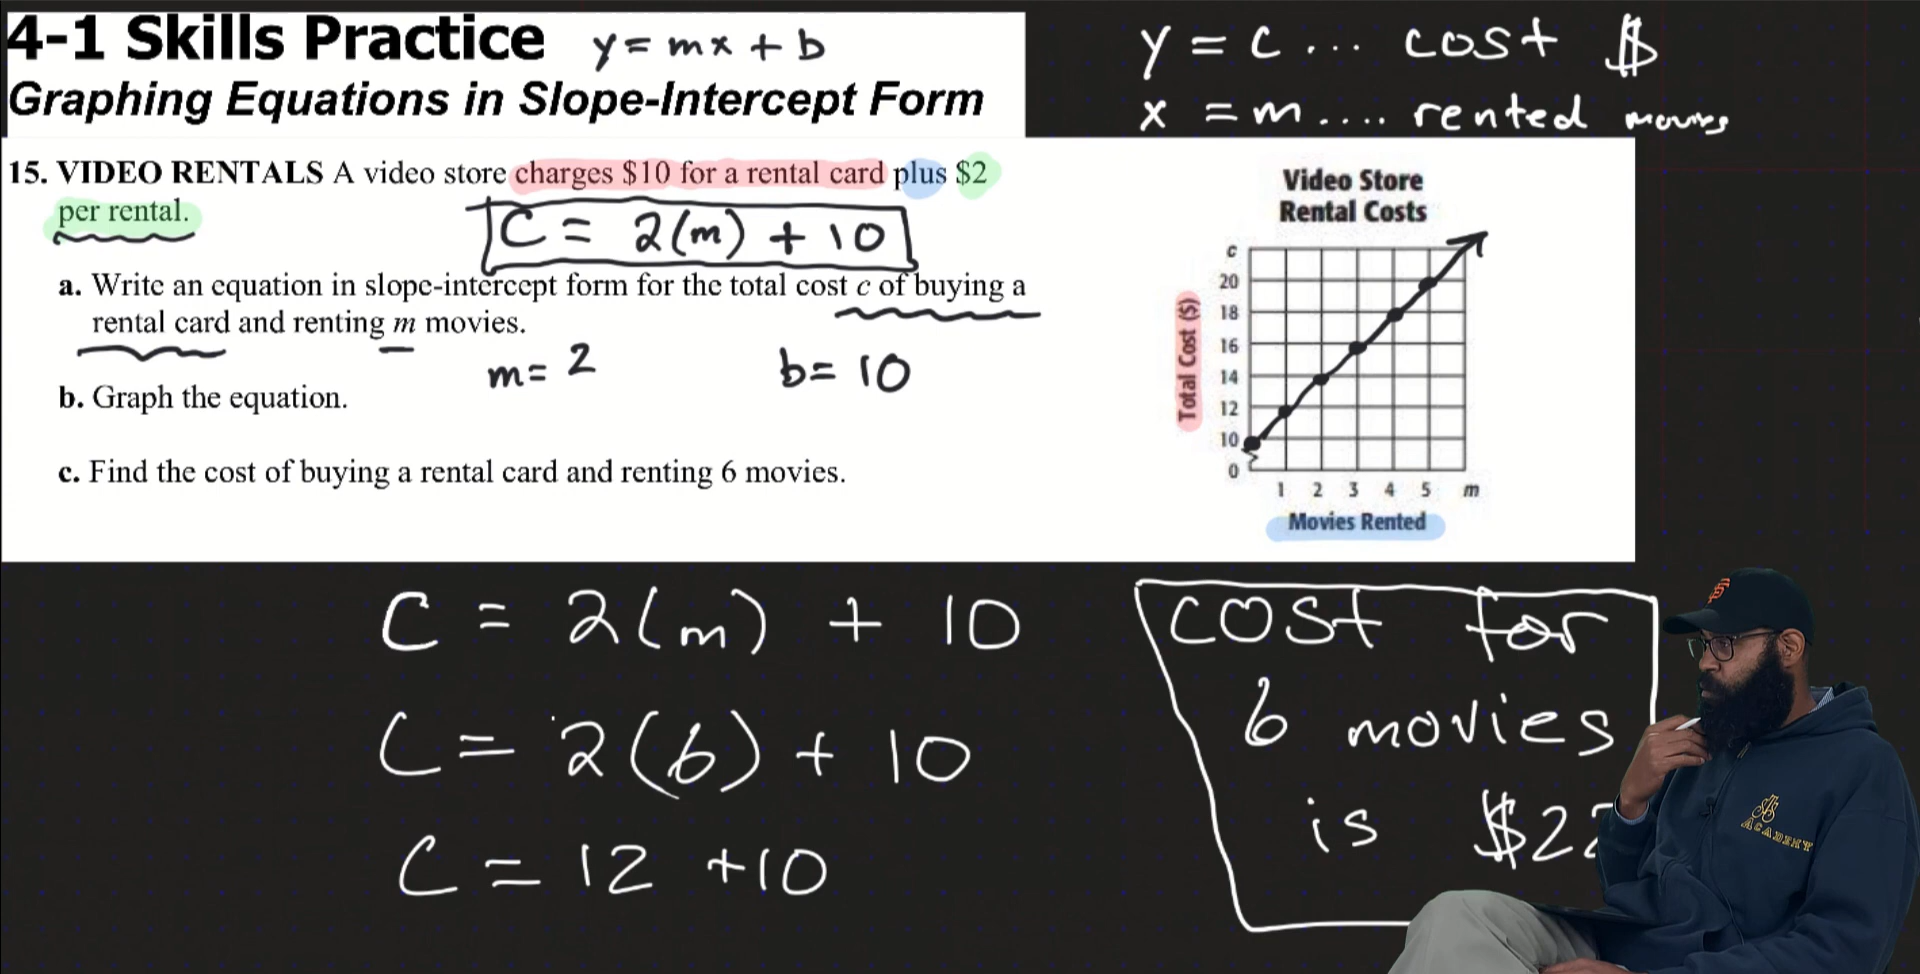 4-1 Skills Practice y = mx + b
Graphing Equations in Slope-Intercept Form
y = c ... cost $
x = m .... rented movies
15. VIDEO RENTALS A video store charges $10 for a rental card plus $2
per rental.
C = 2(m) + 10
a. Write an equation in slope-intercept form for the total cost c of buying a
rental card and renting m movies.
m = 2 b = 10
b. Graph the equation.
c. Find the cost of buying a rental card and renting 6 movies.
Video Store
Rental Costs
c
20
18
16
14
12
10
0
Total Cost ($)
1 2 3 4 5 m
Movies Rented
C = 2(m) + 10
C = 2(6) + 10
C = 12 + 10
cost for
6 movies
is $22
SF
ACADEMY